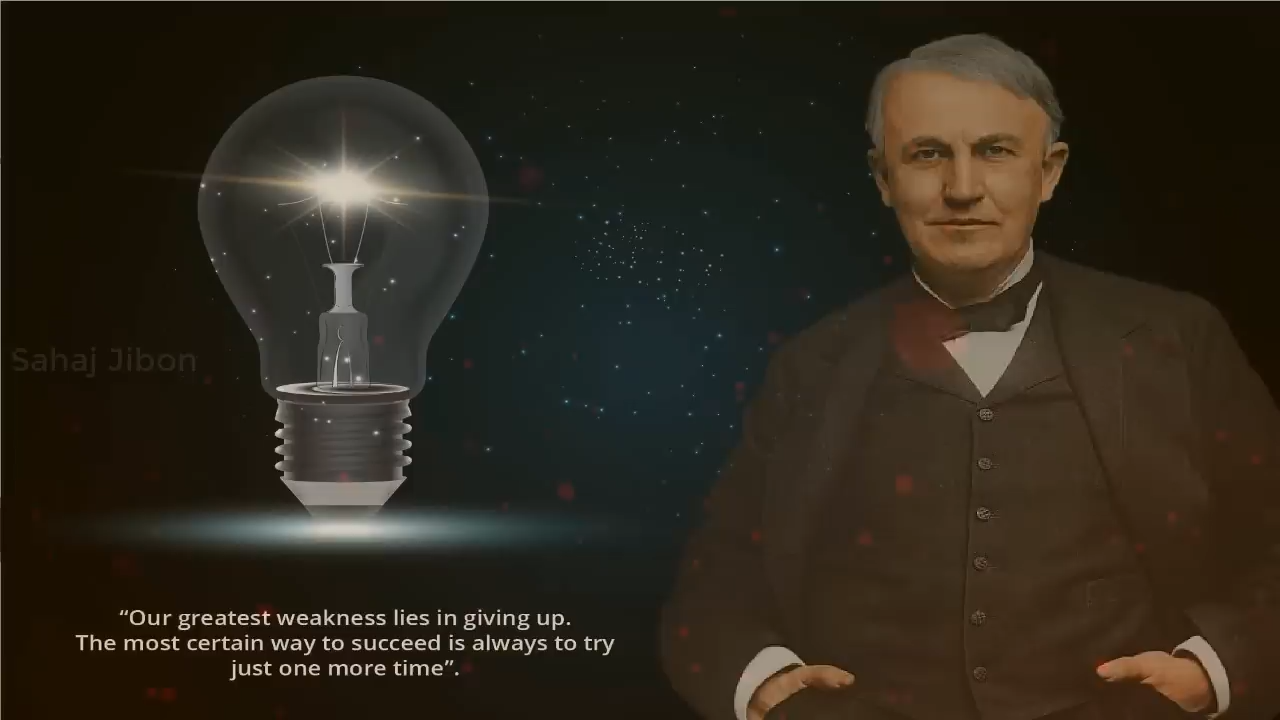 Sahaj Jibon
“Our greatest weakness lies in giving up.
The most certain way to succeed is always to try
just one more time”.